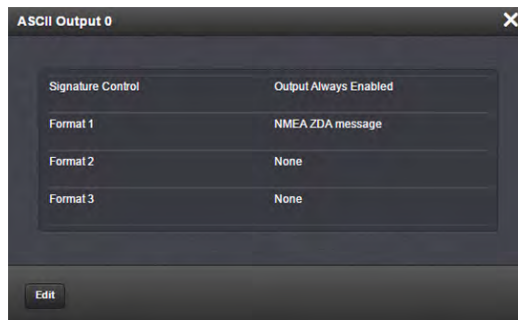 ASCII Output 0
Signature Control Output Always Enabled
Format 1 NMEA ZDA message
Format 2 None
Format 3 None
Edit